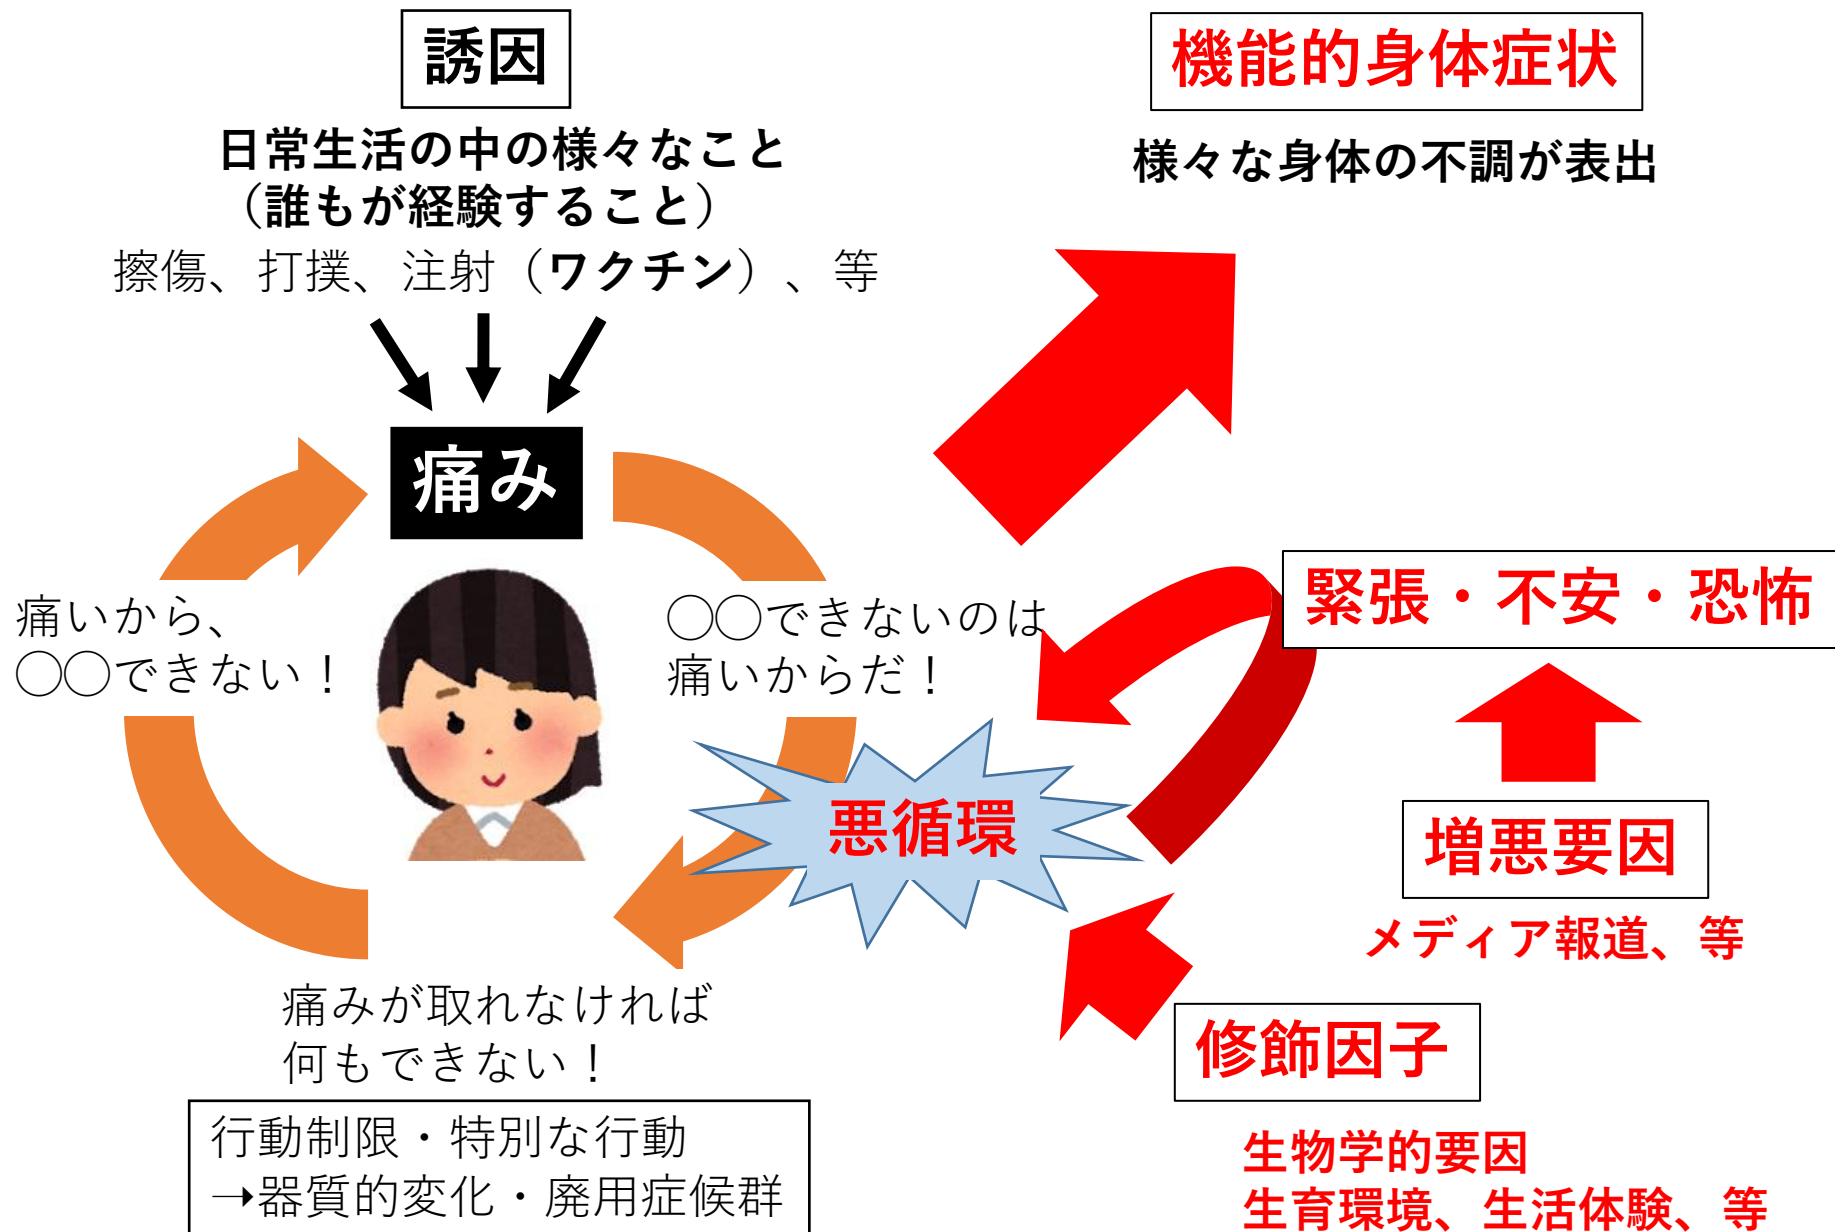 誘因
日常生活の中の様々なこと
（誰もが経験すること）
擦傷、打撲、注射（ワクチン）、等
痛み
痛いから、
○○できない！
○○できないのは
痛いからだ！
悪循環
痛みが取れなければ
何もできない！
行動制限・特別な行動
→器質的変化・廃用症候群
機能的身体症状
様々な身体の不調が表出
緊張・不安・恐怖
増悪要因
メディア報道、等
修飾因子
生物学的要因
生育環境、生活体験、等